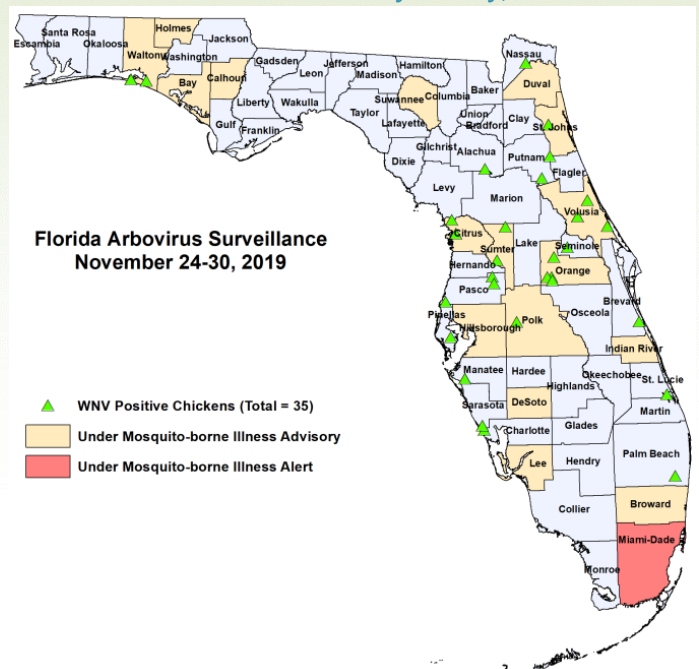 Holmes
Santa Rosa
Jackson
Escambia
Okaloosa
Walton
Washington
Gadsden
Jefferson
Hamilton
Nassau
Leon
Madison
Bay
Calhoun
Baker
Duval
Suwannee
Columbia
Liberty
Wakulla
Union
Clay
St. Johns
Taylor
Lafayette
Bradford
Gulf
Franklin
Gilchrist
Alachua
Putnam
Dixie
Flagler
Levy
Marion
Volusia
Citrus
Lake
Seminole
Sumter
Hernando
Orange
Pasco
Brevard
Osceola
Pinellas
Polk
Hillsborough
Indian River
Manatee
Hardee
Okeechobee
St. Lucie
Highlands
Sarasota
DeSoto
Martin
Charlotte
Glades
Palm Beach
Lee
Hendry
Broward
Collier
Miami-Dade
Monroe
Florida Arbovirus Surveillance
November 24-30, 2019
WNV Positive Chickens (Total = 35)
Under Mosquito-borne Illness Advisory
Under Mosquito-borne Illness Alert